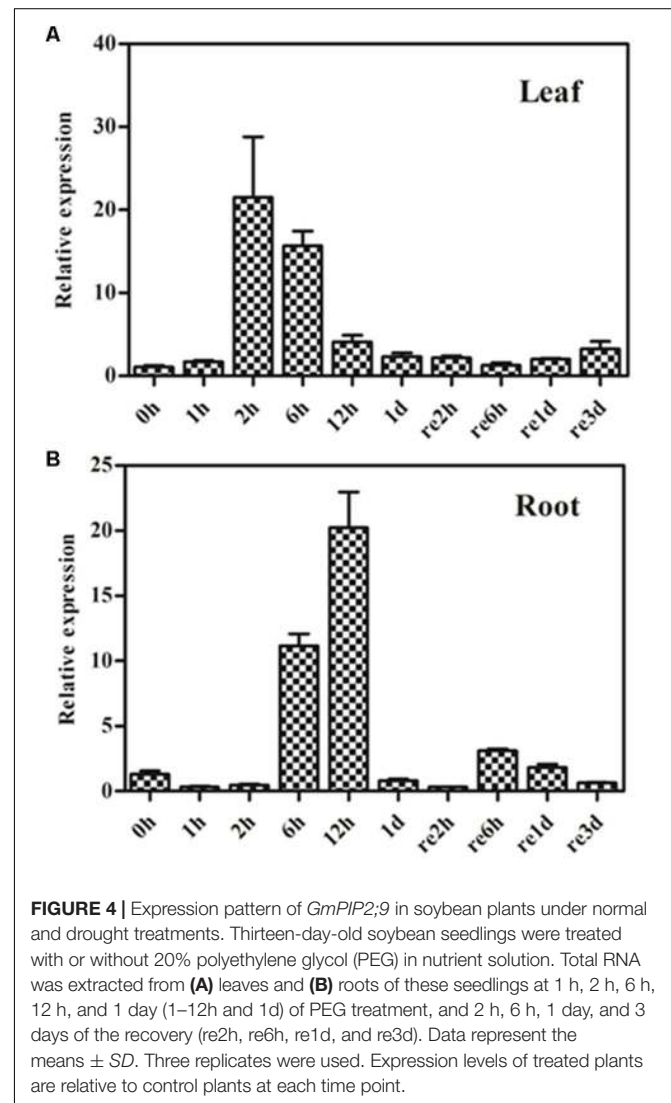 A
40
30
20
10
0
Relative expression
Leaf
0h
1h
2h
6h
12h
1d
re2h
re6h
re1d
re3d
B
25
20
15
10
5
0
Relative expression
Root
0h
1h
2h
6h
12h
1d
re2h
re6h
re1d
re3d
FIGURE 4 | Expression pattern of GmPIP2;9 in soybean plants under normal
and drought treatments. Thirteen-day-old soybean seedlings were treated
with or without 20% polyethylene glycol (PEG) in nutrient solution. Total RNA
was extracted from (A) leaves and (B) roots of these seedlings at 1 h, 2 h, 6 h,
12 h, and 1 day (1–12h and 1d) of PEG treatment, and 2 h, 6 h, 1 day, and 3
days of the recovery (re2h, re6h, re1d, and re3d). Data represent the
means ± SD. Three replicates were used. Expression levels of treated plants
are relative to control plants at each time point.